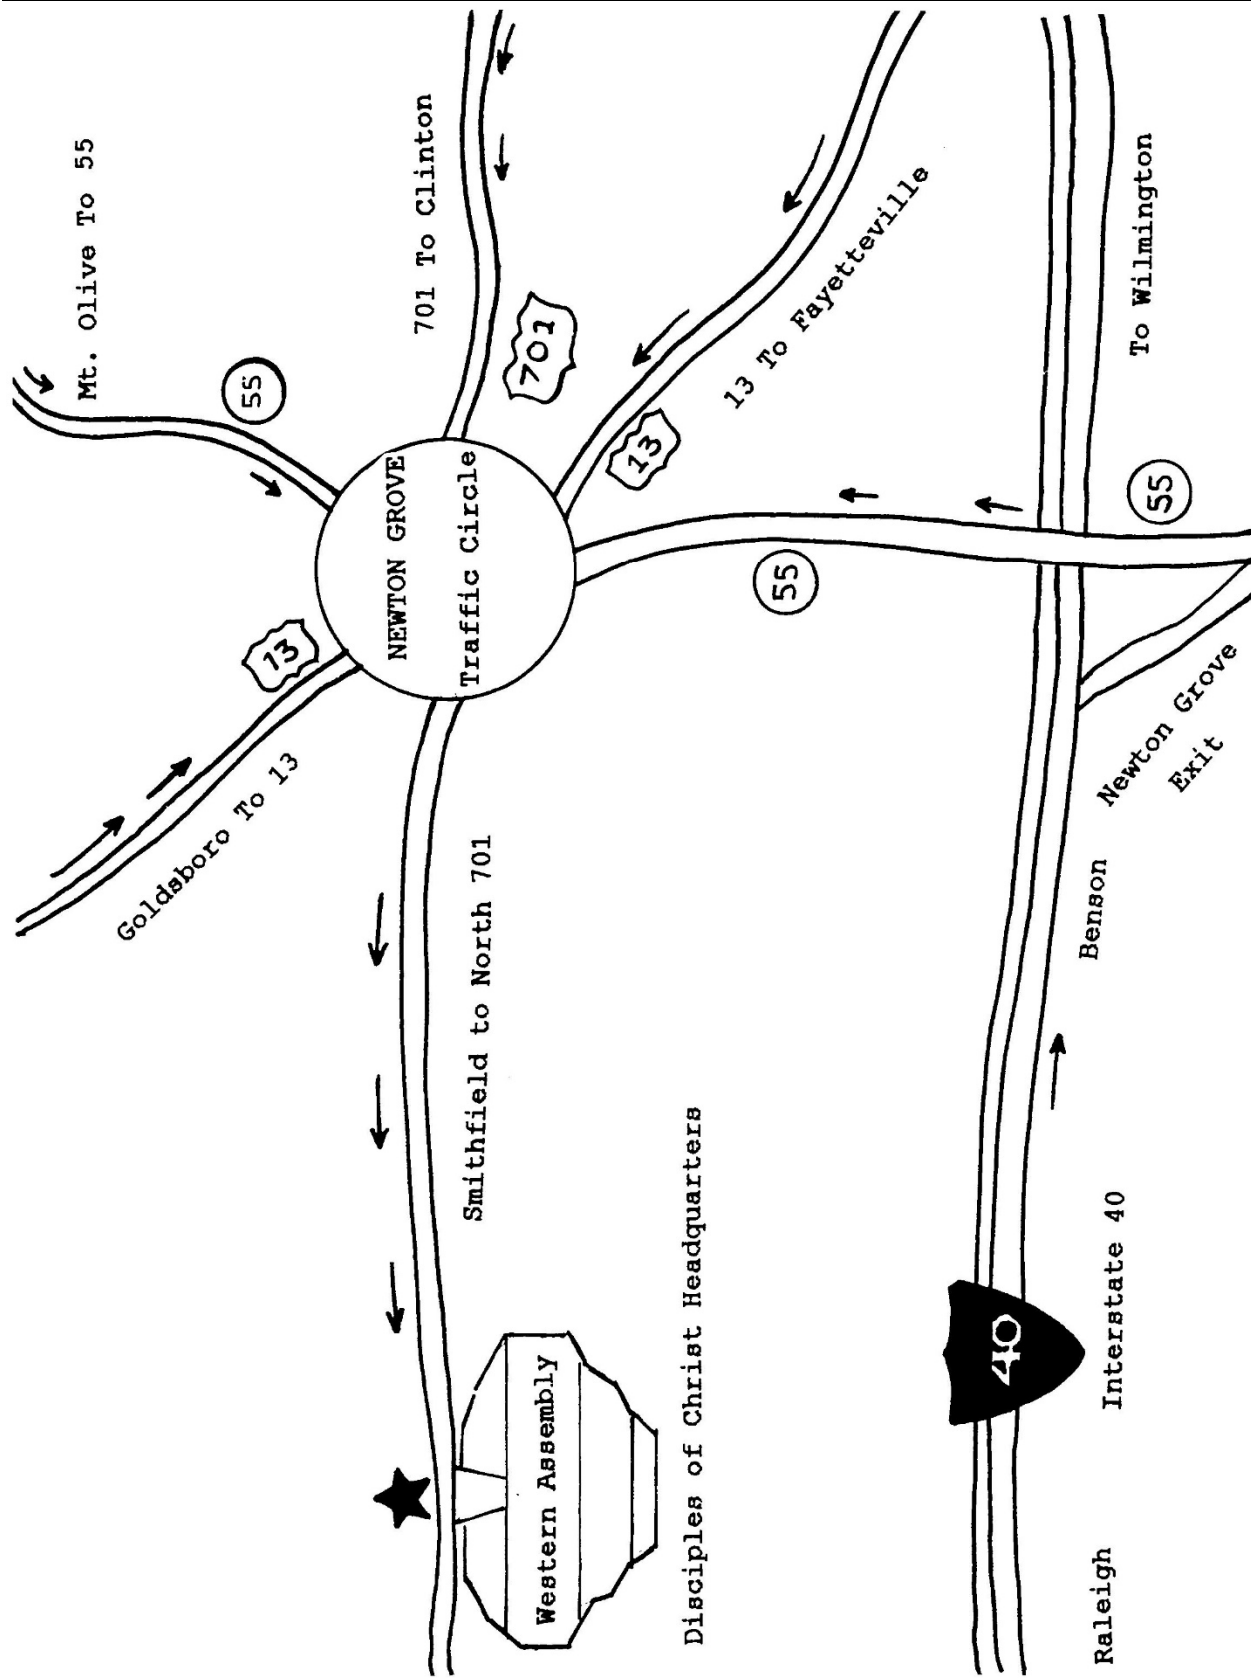 Mt. Olive To 55
55
701 To Clinton
701
13 To Fayetteville
13
NEWTON GROVE
Traffic Circle
13
Goldsboro To 13
Smithfield to North 701
55
55
To Wilmington
Newton Grove
Exit
Benson
Western Assembly
Disciples of Christ Headquarters
40
Interstate 40
Raleigh